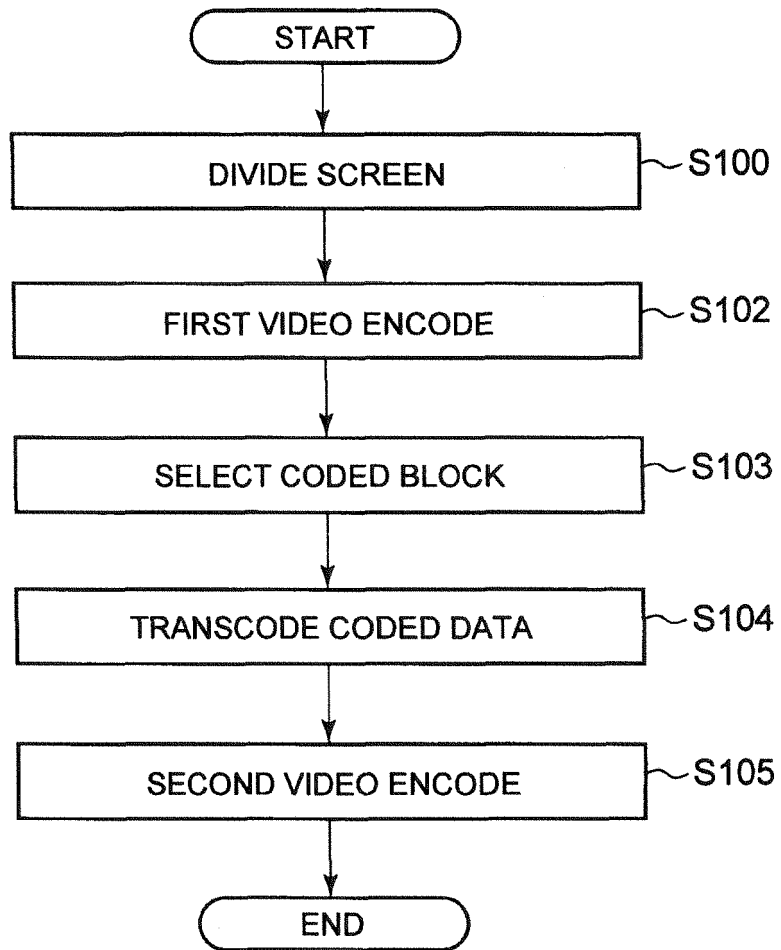 START
DIVIDE SCREEN
S100
FIRST VIDEO ENCODE
S102
SELECT CODED BLOCK
S103
TRANSCODE CODED DATA
S104
SECOND VIDEO ENCODE
S105
END